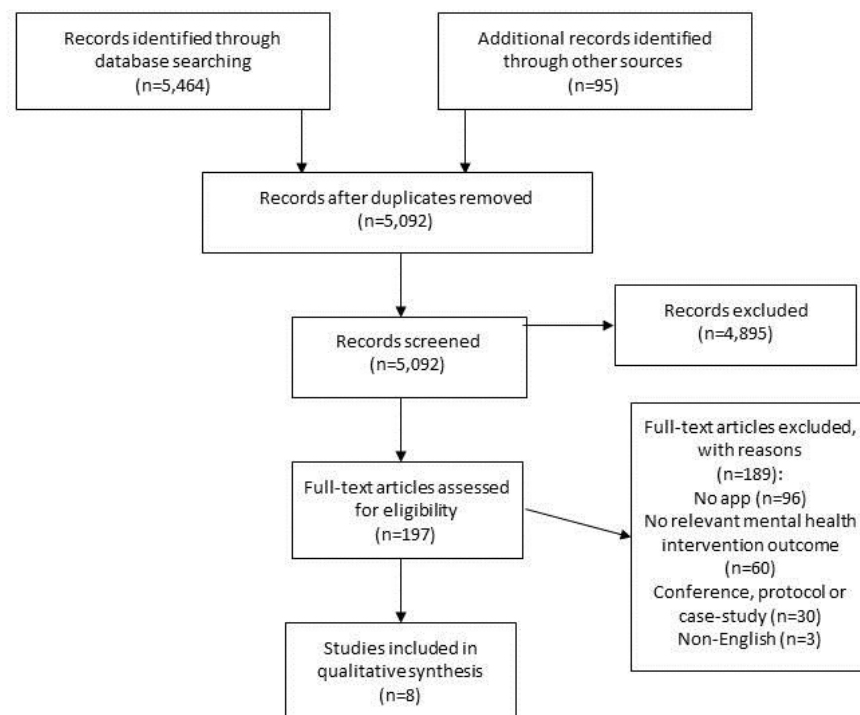 Records identified through
database searching
(n=5,464)
Additional records identified
through other sources
(n=95)
Records after duplicates removed
(n=5,092)
Records screened
(n=5,092)
Records excluded
(n=4,895)
Full-text articles assessed
for eligibility
(n=197)
Full-text articles excluded,
with reasons
(n=189):
No app (n=96)
No relevant mental health
intervention outcome
(n=60)
Conference, protocol or
case-study (n=30)
Non-English (n=3)
Studies included in
qualitative synthesis
(n=8)